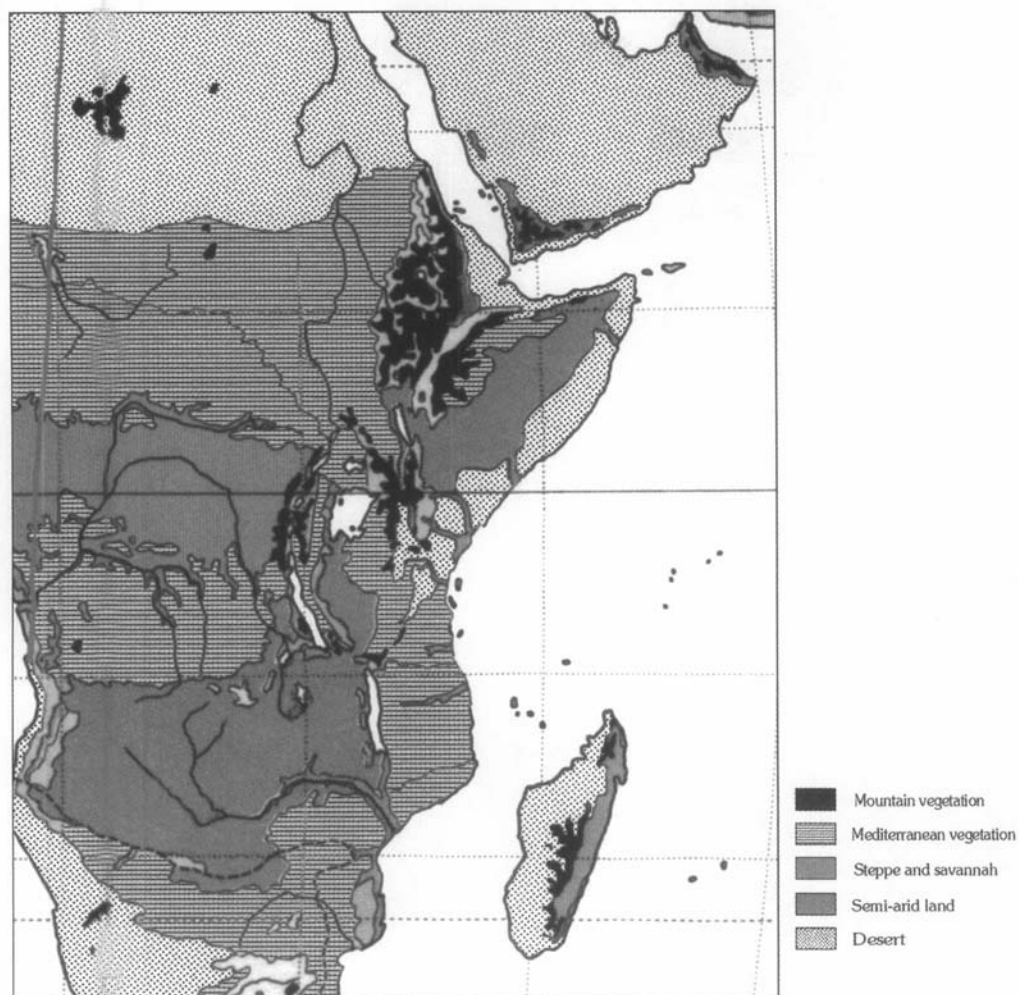 Mountain vegetation
Mediterranean vegetation
Steppe and savannah
Semi-arid land
Desert